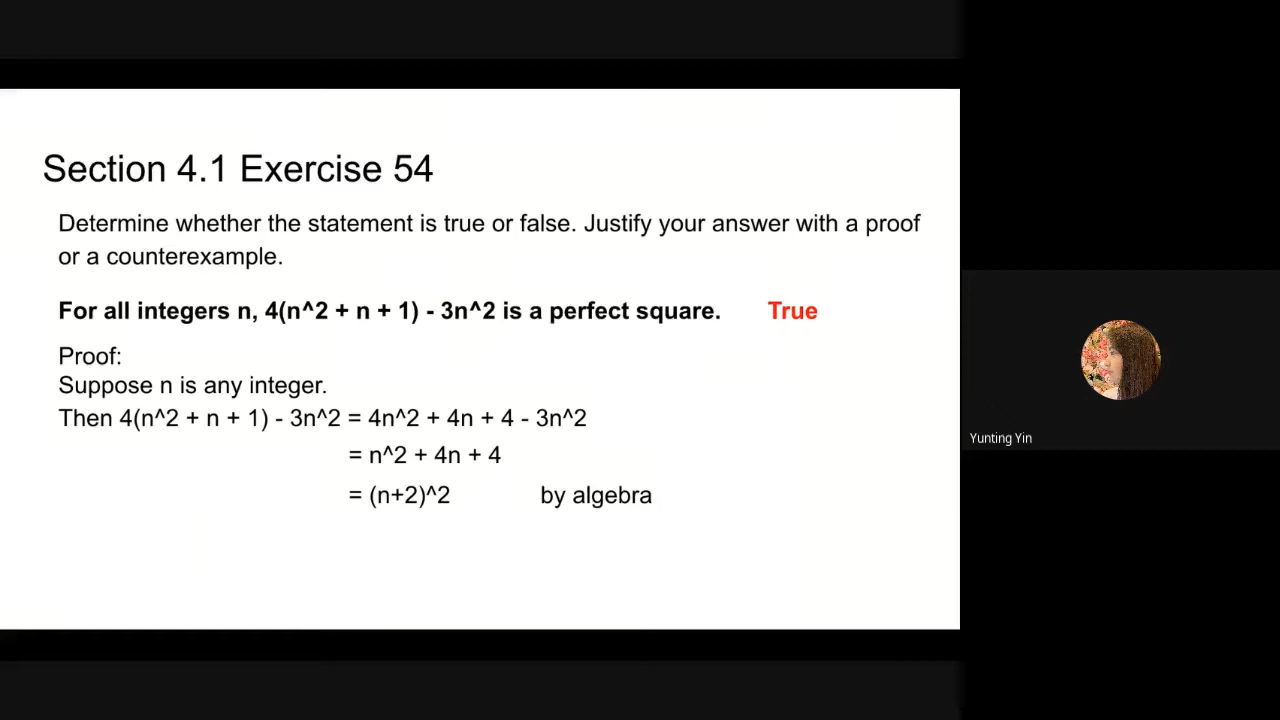 Section 4.1 Exercise 54
Determine whether the statement is true or false. Justify your answer with a proof
or a counterexample.
For all integers n, 4(n^2 + n + 1) - 3n^2 is a perfect square. True
Proof:
Suppose n is any integer.
Then 4(n^2 + n + 1) - 3n^2 = 4n^2 + 4n + 4 - 3n^2
= n^2 + 4n + 4
= (n+2)^2 by algebra
Yunting Yin